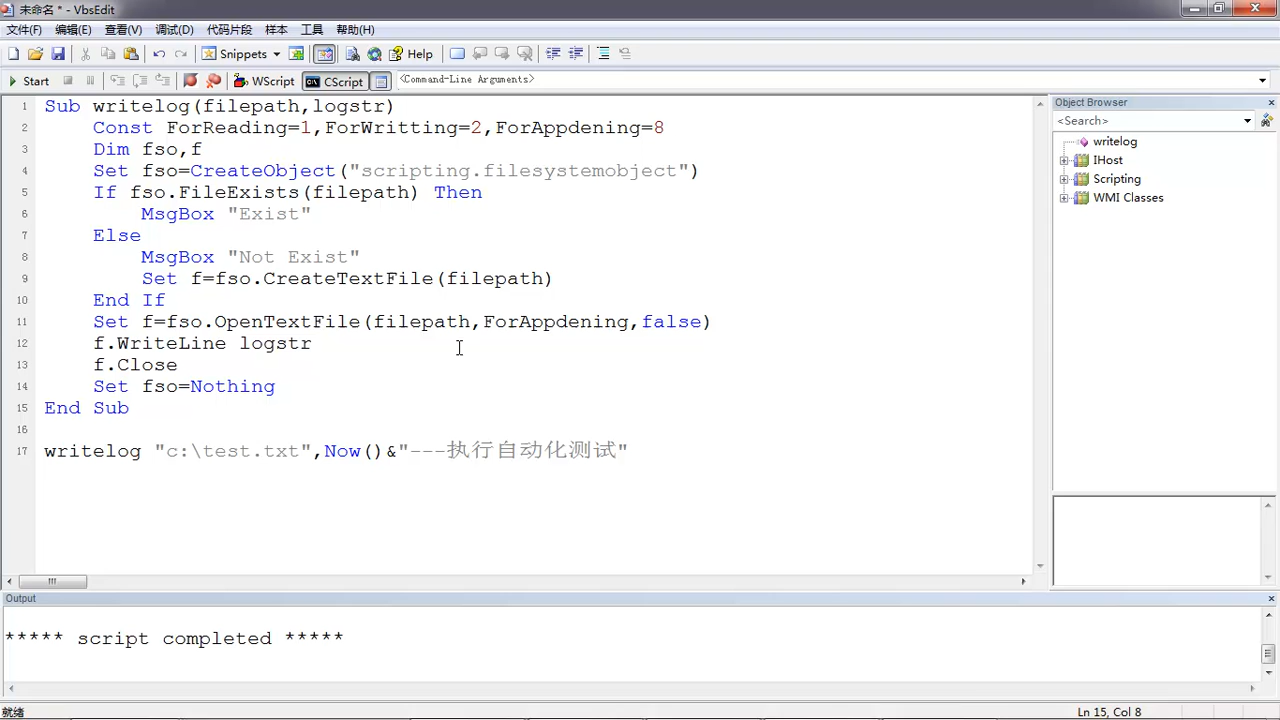 未命名 * - VbsEdit
文件(F) 编辑(E) 查看(V) 调试(D) 代码片段 样本 工具 帮助(H)
Snippets Help
Start WScript CScript <Command-Line Arguments>
1 Sub writelog(filepath,logstr)
2 Const ForReading=1,ForWritting=2,ForAppdening=8
3 Dim fso,f
4 Set fso=CreateObject("scripting.filesystemobject")
5 If fso.FileExists(filepath) Then
6 MsgBox "Exist"
7 Else
8 MsgBox "Not Exist"
9 Set f=fso.CreateTextFile(filepath)
10 End If
11 Set f=fso.OpenTextFile(filepath,ForAppdening,false)
12 f.WriteLine logstr
13 f.Close
14 Set fso=Nothing
15 End Sub
16
17 writelog "c:\test.txt",Now()&"---执行自动化测试"
Object Browser
<Search>
writelog
IHost
Scripting
WMI Classes
Output
***** script completed *****
就绪 Ln 15, Col 8